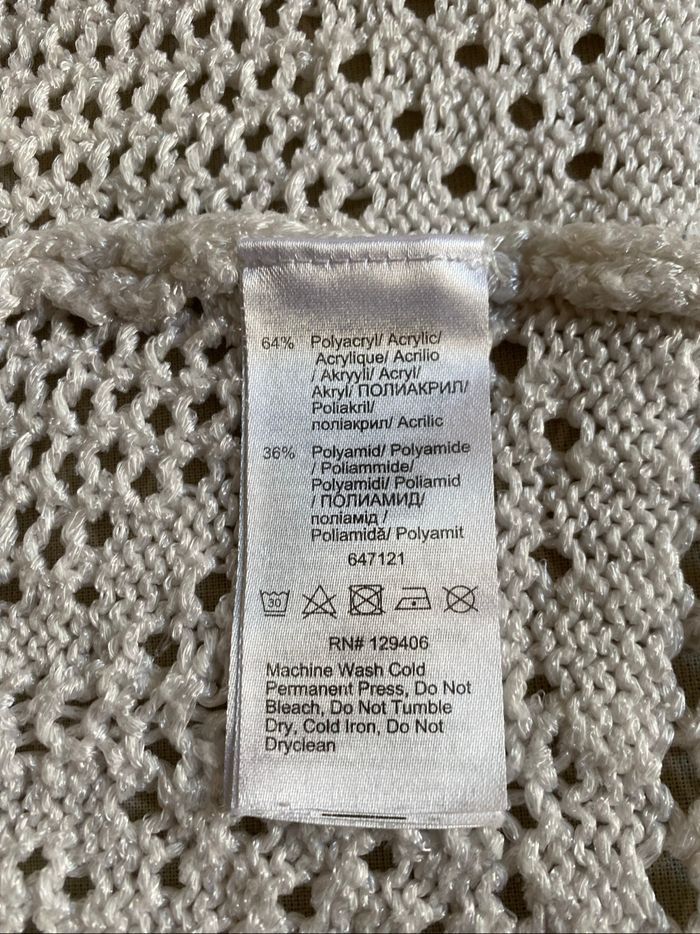 64% Polyacryl/ Acrylic/
Acrylique/ Acrilio
/ Akryyli/ Acryl/
Akryl/ ПОЛИАКРИЛ/
Poliakril/
поліакрил/ Acrilic
36% Polyamid/ Polyamide
/ Poliammide/
Polyamidi/ Poliamid
/ ПОЛИАМИД/
поліамід /
Poliamidă/ Polyamit
647121
30
RN# 129406
Machine Wash Cold
Permanent Press, Do Not
Bleach, Do Not Tumble
Dry, Cold Iron, Do Not
Dryclean